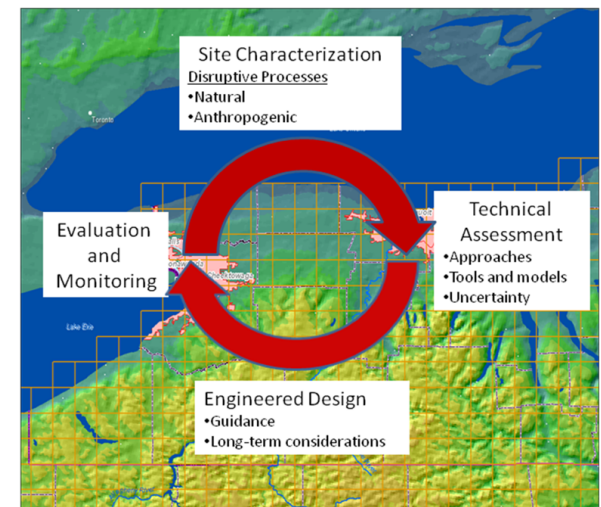 Site Characterization
Disruptive Processes
•Natural
•Anthropogenic
Toronto
Evaluation
and
Monitoring
Technical
Assessment
•Approaches
•Tools and models
•Uncertainty
Lake Erie
Engineered Design
•Guidance
•Long-term considerations